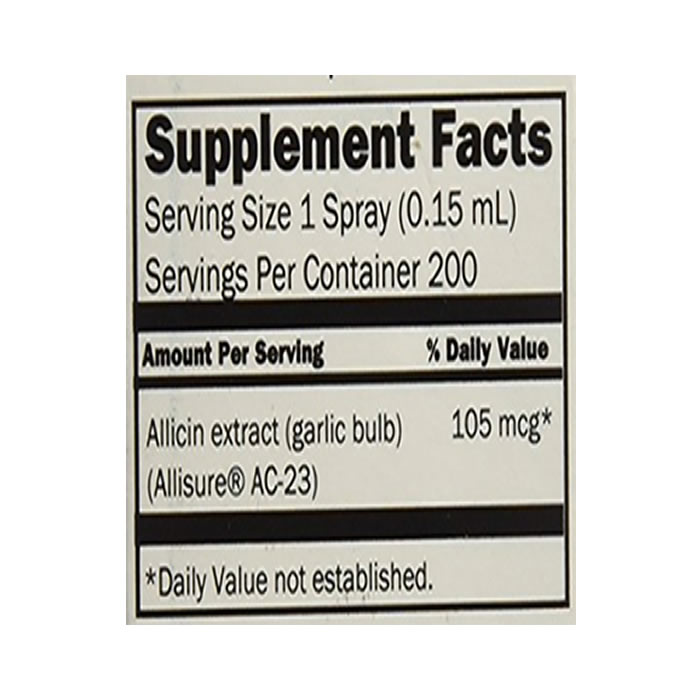 Supplement Facts
Serving Size 1 Spray (0.15 mL)
Servings Per Container 200
Amount Per Serving % Daily Value
Allicin extract (garlic bulb) 105 mcg*
(Allisure® AC-23)
*Daily Value not established.